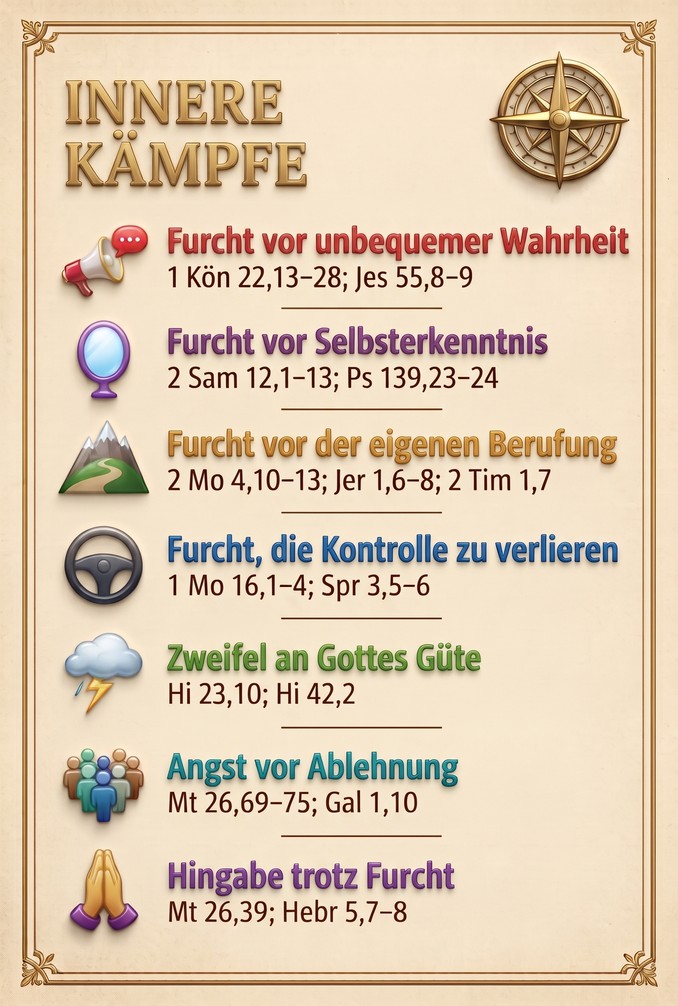 INNERE
KÄMPFE
Furcht vor unbequemer Wahrheit
1 Kön 22,13–28; Jes 55,8–9
Furcht vor Selbsterkenntnis
2 Sam 12,1–13; Ps 139,23–24
Furcht vor der eigenen Berufung
2 Mo 4,10–13; Jer 1,6–8; 2 Tim 1,7
Furcht, die Kontrolle zu verlieren
1 Mo 16,1–4; Spr 3,5–6
Zweifel an Gottes Güte
Hi 23,10; Hi 42,2
Angst vor Ablehnung
Mt 26,69–75; Gal 1,10
Hingabe trotz Furcht
Mt 26,39; Hebr 5,7–8